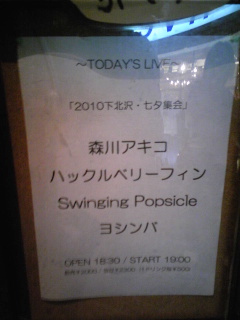 ～TODAY'S LIVE～
「2010下北沢・七夕集会」
森川アキコ
ハックルベリーフィン
Swinging Popsicle
ヨシンバ
OPEN 18:30 / START 19:00